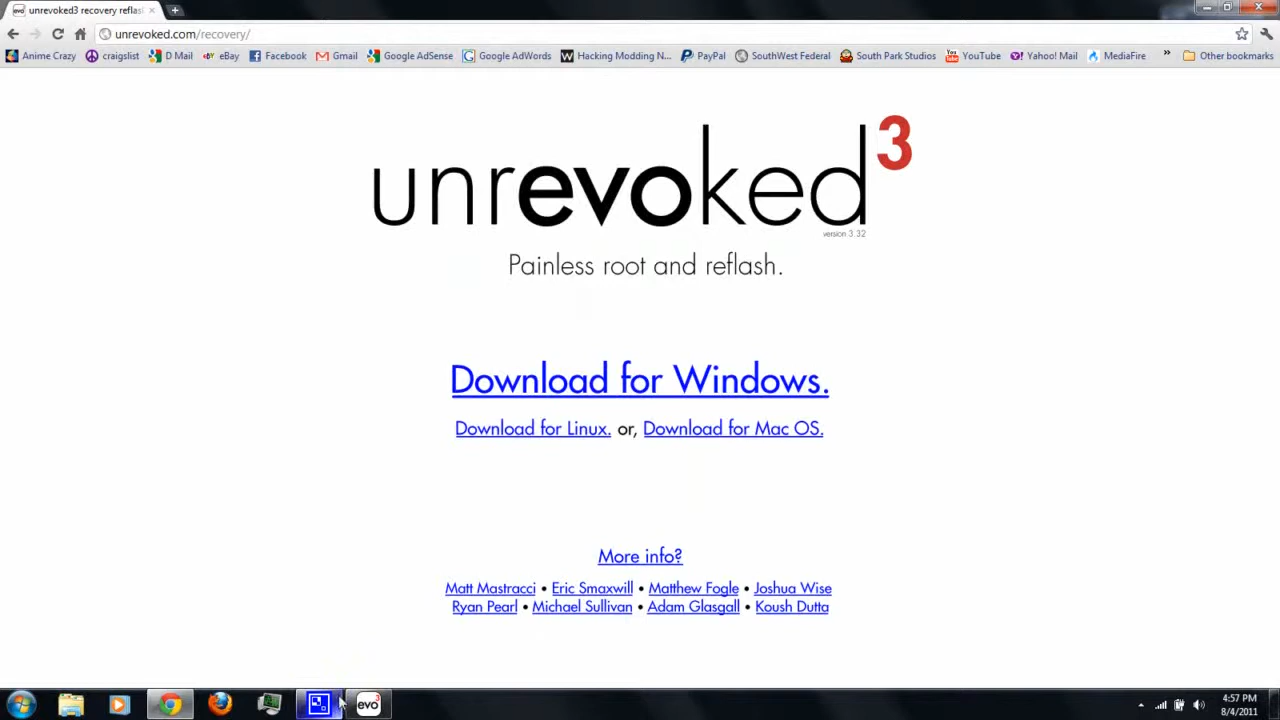 unrevoked3 recovery reflas
unrevoked.com/recovery/
Anime Crazy craigslist D Mail eBay Facebook Gmail Google AdSense Google AdWords Hacking Modding N... PayPal SouthWest Federal South Park Studios YouTube Yahoo! Mail MediaFire » Other bookmarks
unrevoked3
version 3.32
Painless root and reflash.
Download for Windows.
Download for Linux. or, Download for Mac OS.
More info?
Matt Mastracci • Eric Smaxwill • Matthew Fogle • Joshua Wise
Ryan Pearl • Michael Sullivan • Adam Glasgall • Koush Dutta
evo3
4:57 PM
8/4/2011